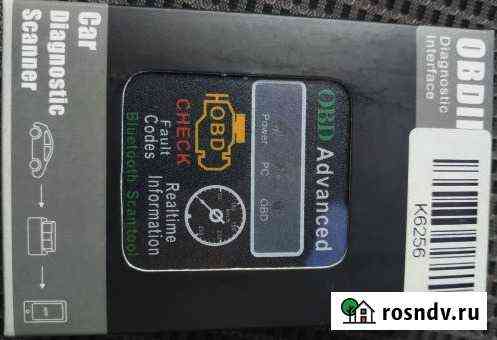 OBDII
Diagnostic
Interface
K6256
OBD Advanced
Power PC OBD
HOBD
CHECK
Fault
Codes
Realtime
Information
Bluetooth Scantool
Car
Diagnostic
Scanner
rosndv.ru